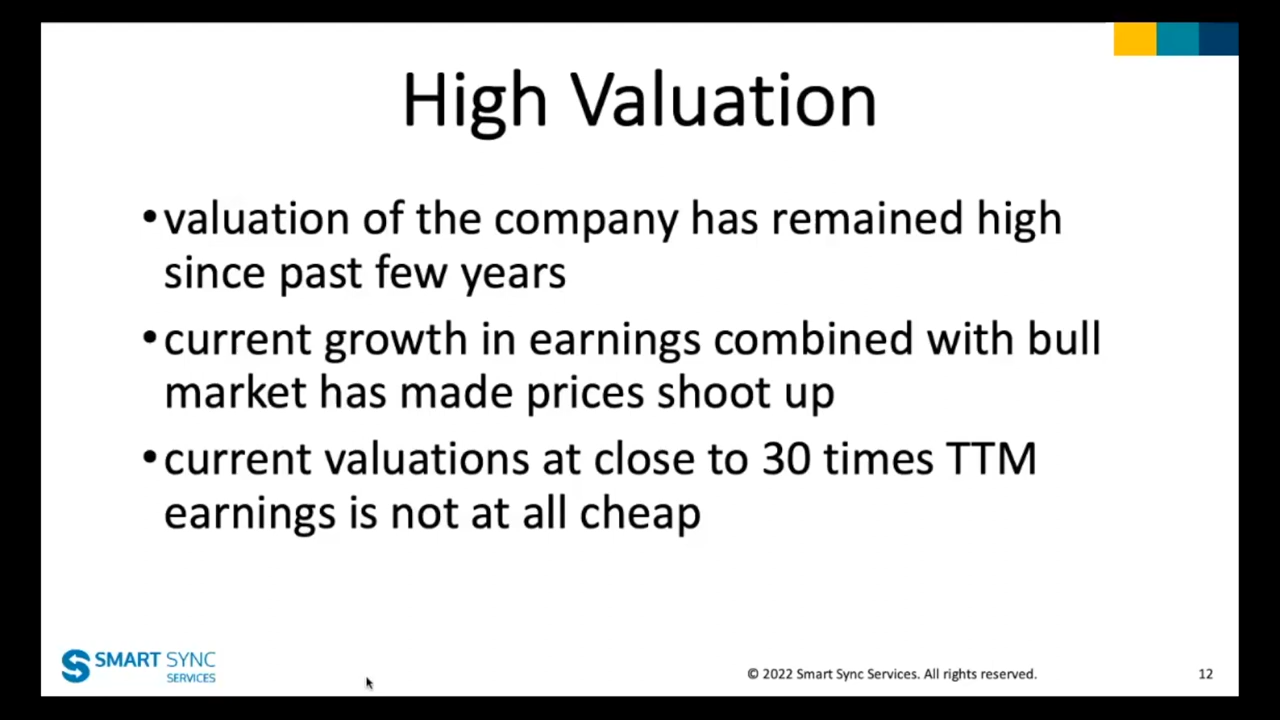 High Valuation
•valuation of the company has remained high
since past few years
•current growth in earnings combined with bull
market has made prices shoot up
•current valuations at close to 30 times TTM
earnings is not at all cheap
SMART SYNC
SERVICES
© 2022 Smart Sync Services. All rights reserved.
12